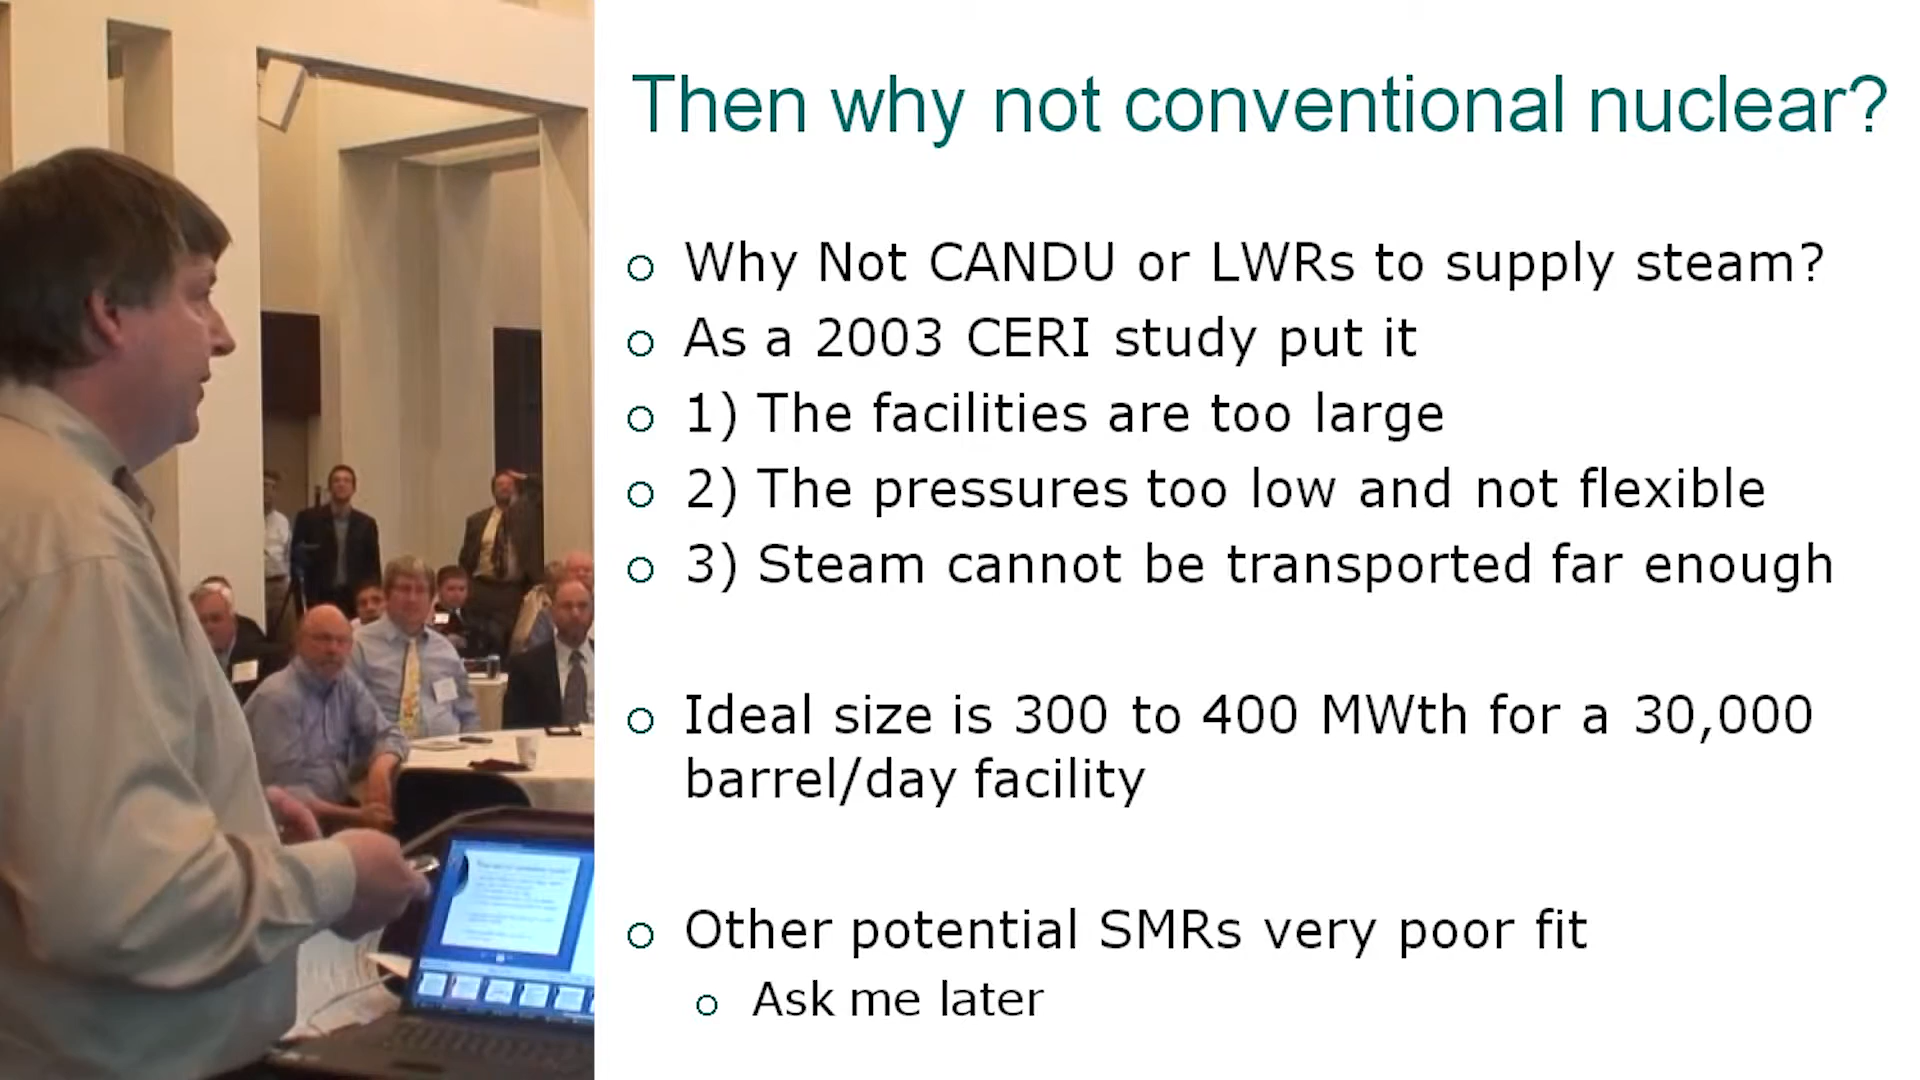 Then why not conventional nuclear?
Why Not CANDU or LWRs to supply steam?
As a 2003 CERI study put it
1) The facilities are too large
2) The pressures too low and not flexible
3) Steam cannot be transported far enough
Ideal size is 300 to 400 MWth for a 30,000
barrel/day facility
Other potential SMRs very poor fit
Ask me later